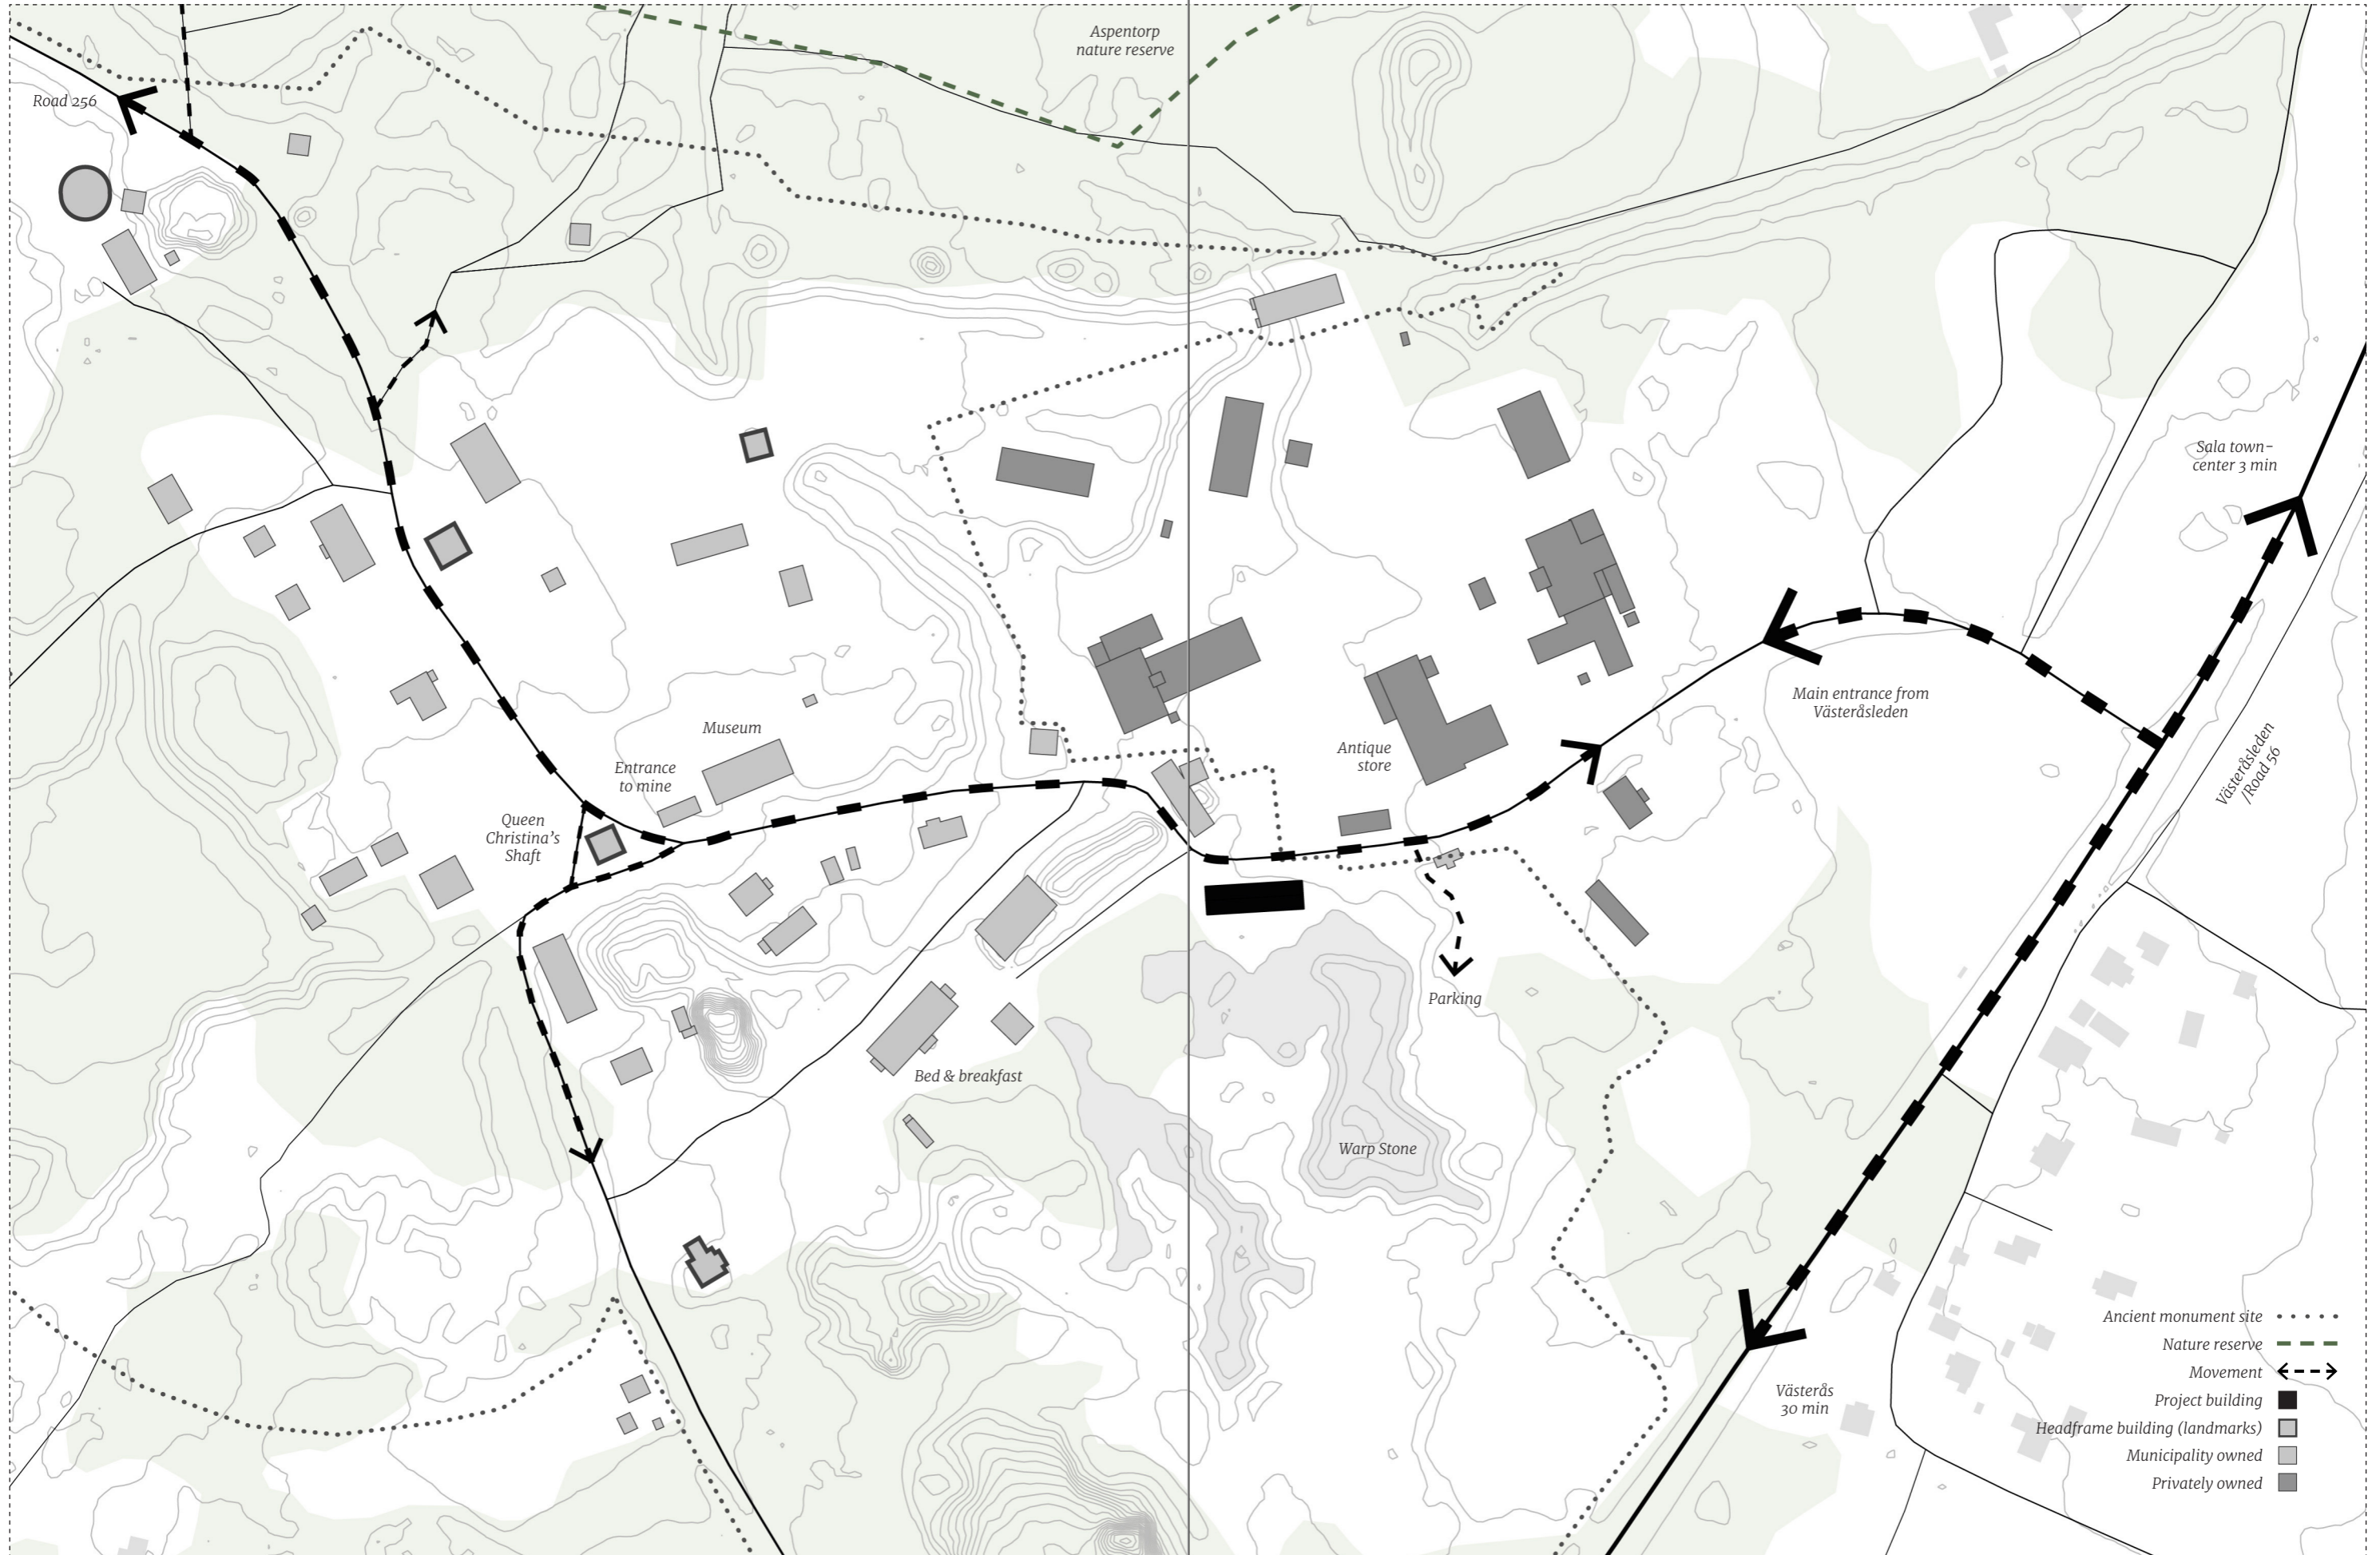 Aspentorp
nature reserve
Road 256
Sala town-
center 3 min
Main entrance from
Västeråsleden
Västeråsleden
/Road 56
Museum
Entrance
to mine
Antique
store
Queen
Christina’s
Shaft
Parking
Bed & breakfast
Warp Stone
Västerås
30 min
Ancient monument site
Nature reserve
Movement
Project building
Headframe building (landmarks)
Municipality owned
Privately owned